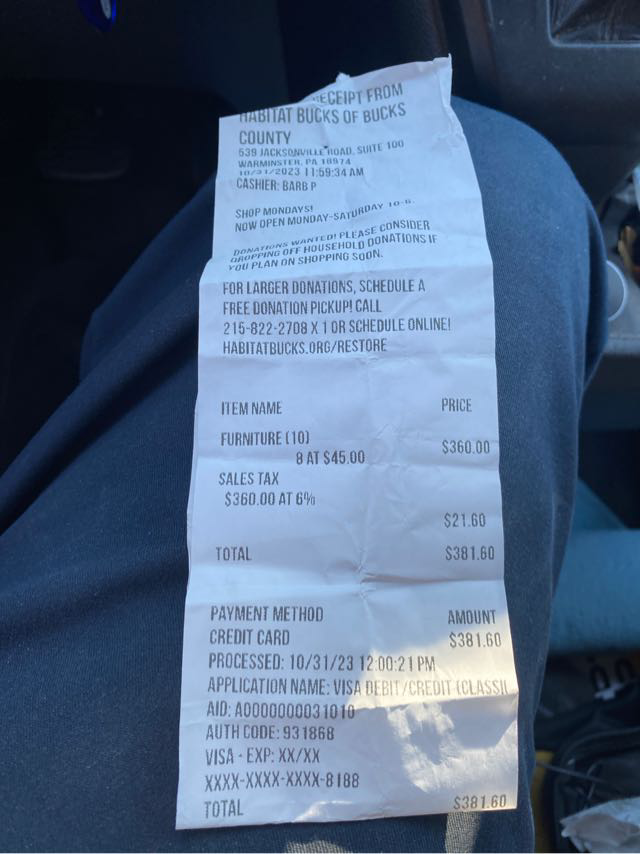 RECEIPT FROM
HABITAT BUCKS OF BUCKS
COUNTY
539 JACKSONVILLE ROAD, SUITE 100
WARMINSTER, PA 18974
10/31/2023 11:59:34 AM
CASHIER: BARB P
SHOP MONDAYS!
NOW OPEN MONDAY-SATURDAY 10-6
DONATIONS WANTED! PLEASE CONSIDER
DROPPING OFF HOUSEHOLD DONATIONS IF
YOU PLAN ON SHOPPING SOON.
FOR LARGER DONATIONS, SCHEDULE A
FREE DONATION PICKUP! CALL
215-822-2708 X 1 OR SCHEDULE ONLINE!
HABITATBUCKS.ORG/RESTORE
ITEM NAME PRICE
FURNITURE (10)
8 AT $45.00 $360.00
SALES TAX
$360.00 AT 6%
$21.60
TOTAL $381.60
PAYMENT METHOD AMOUNT
CREDIT CARD $381.60
PROCESSED: 10/31/23 12:00:21 PM
APPLICATION NAME: VISA DEBIT/CREDIT (CLASSI
AID: A0000000031010
AUTH CODE: 931868
VISA - EXP: XX/XX
XXXX-XXXX-XXXX-8188
TOTAL $381.60